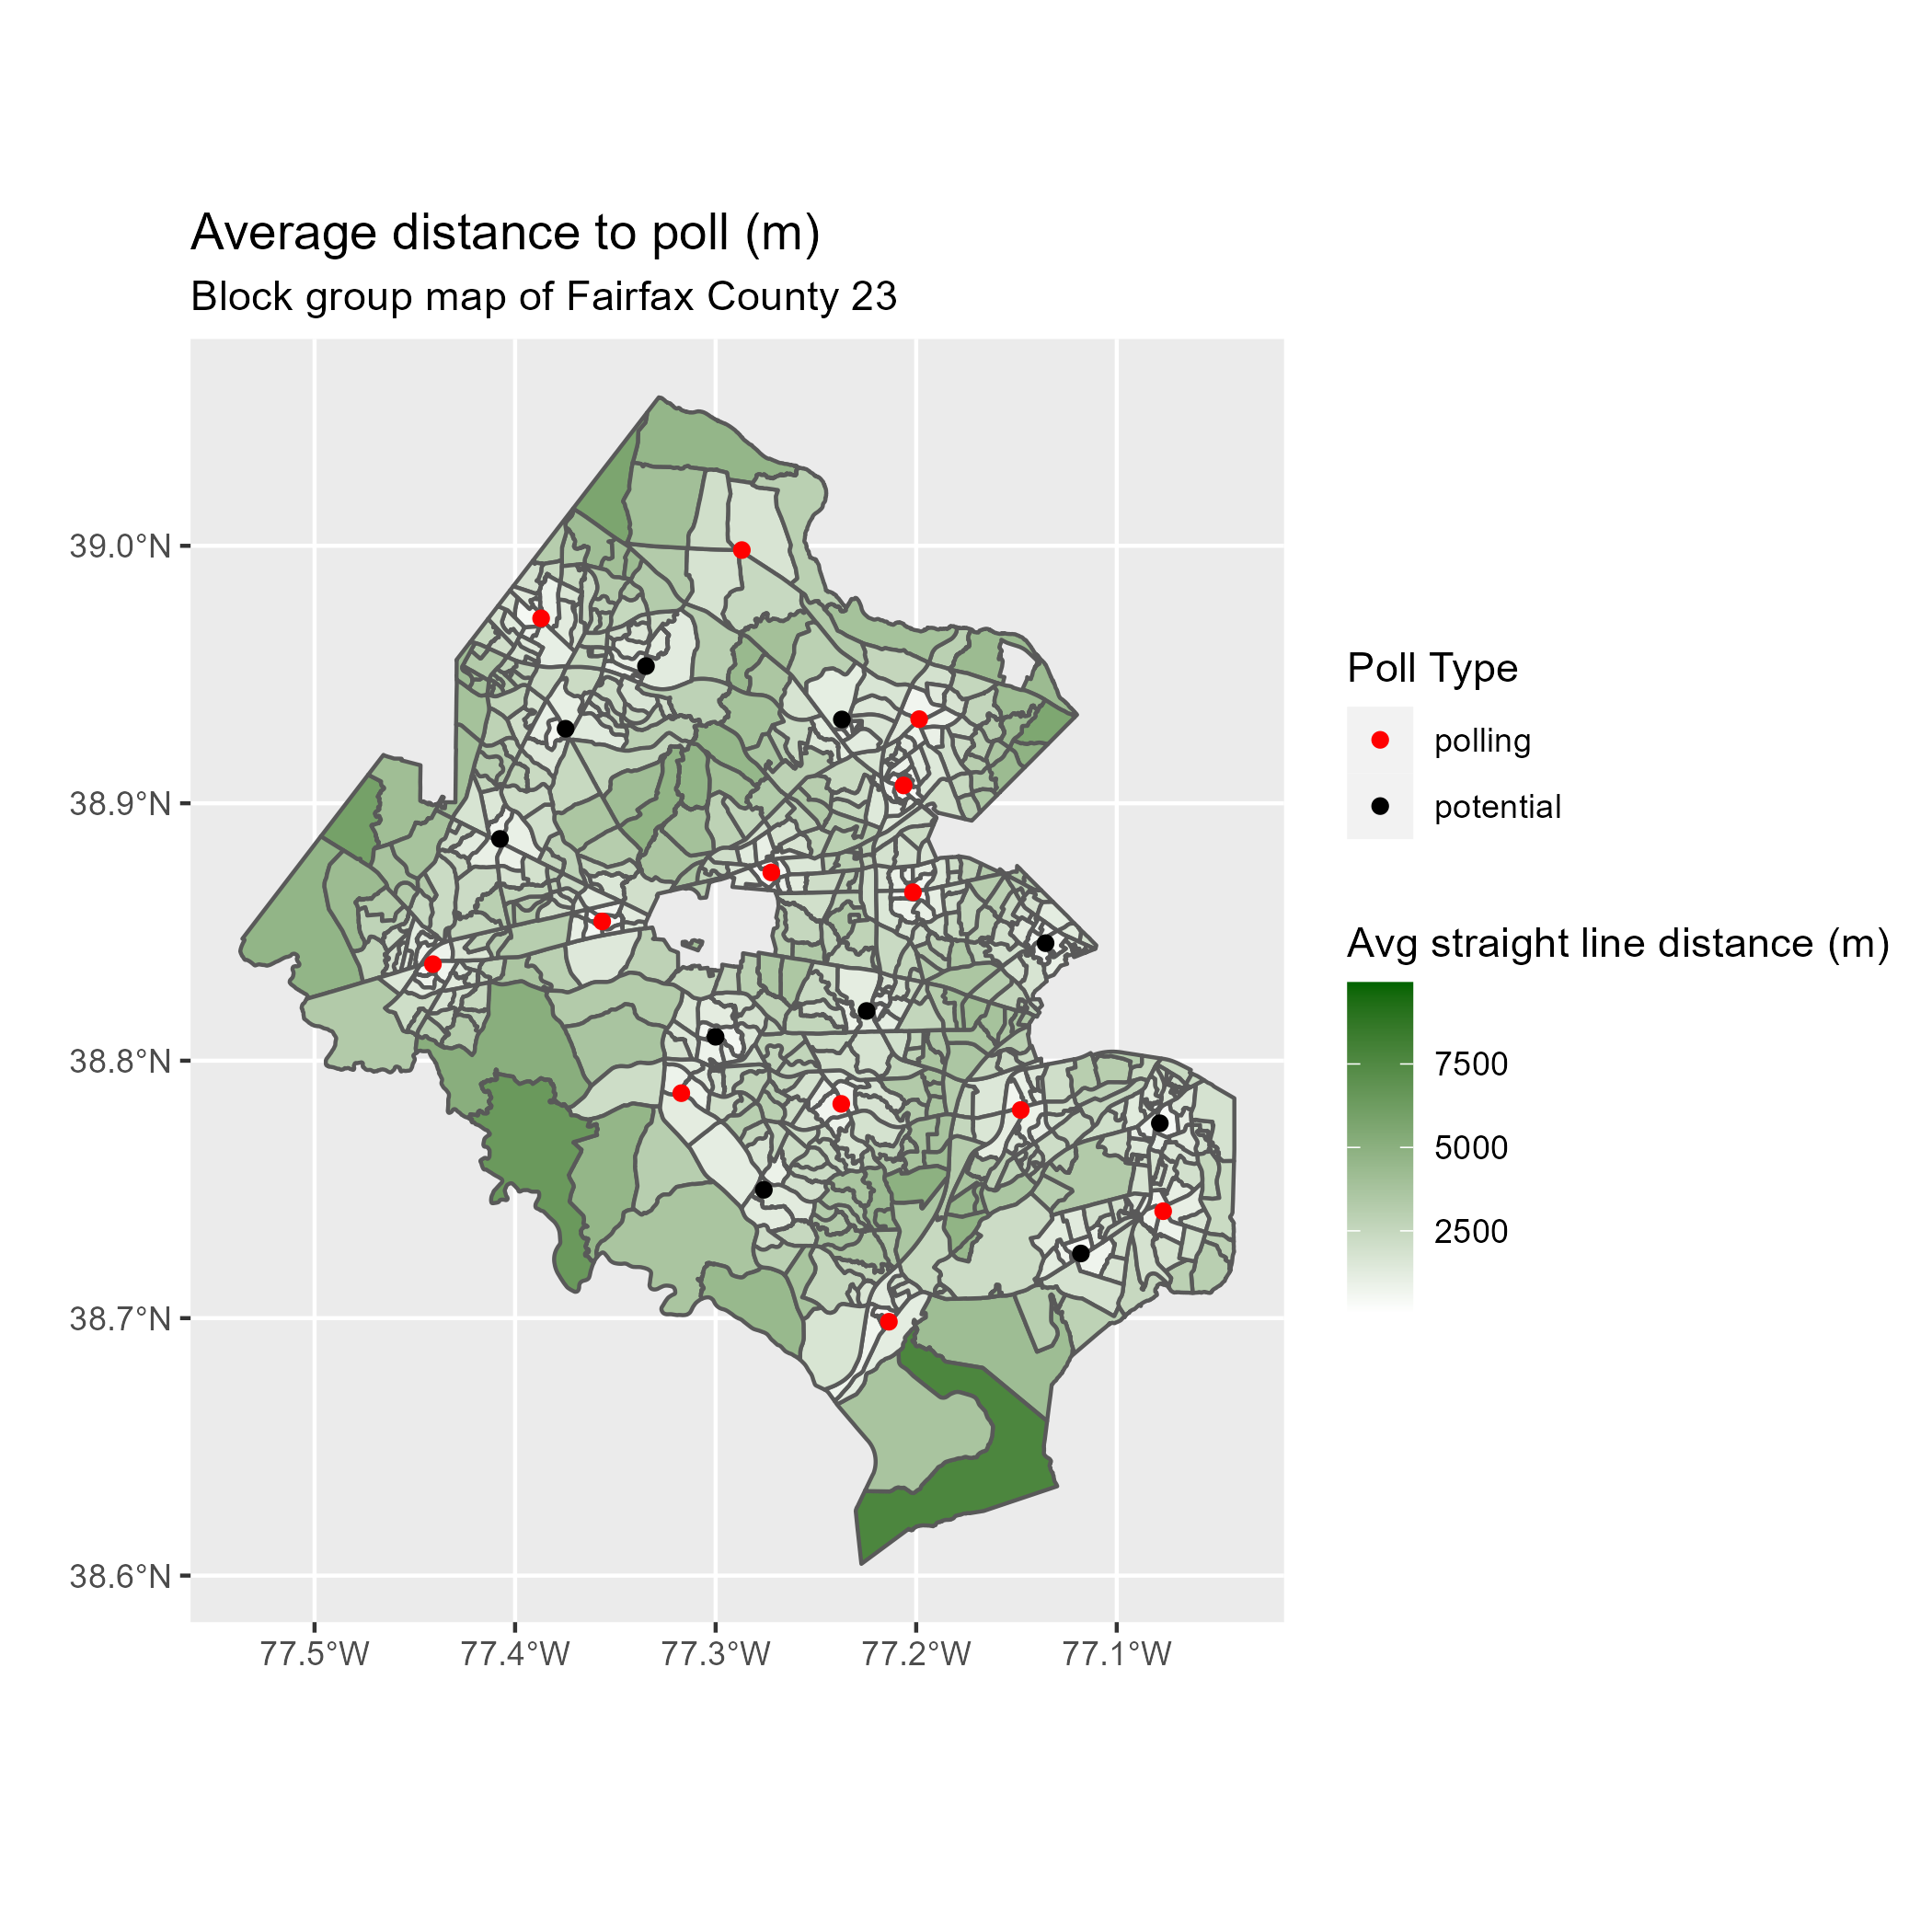 Average distance to poll (m)
Block group map of Fairfax County 23
39.0°N
38.9°N
38.8°N
38.7°N
38.6°N
77.5°W
77.4°W
77.3°W
77.2°W
77.1°W
Poll Type
polling
potential
Avg straight line distance (m)
7500
5000
2500